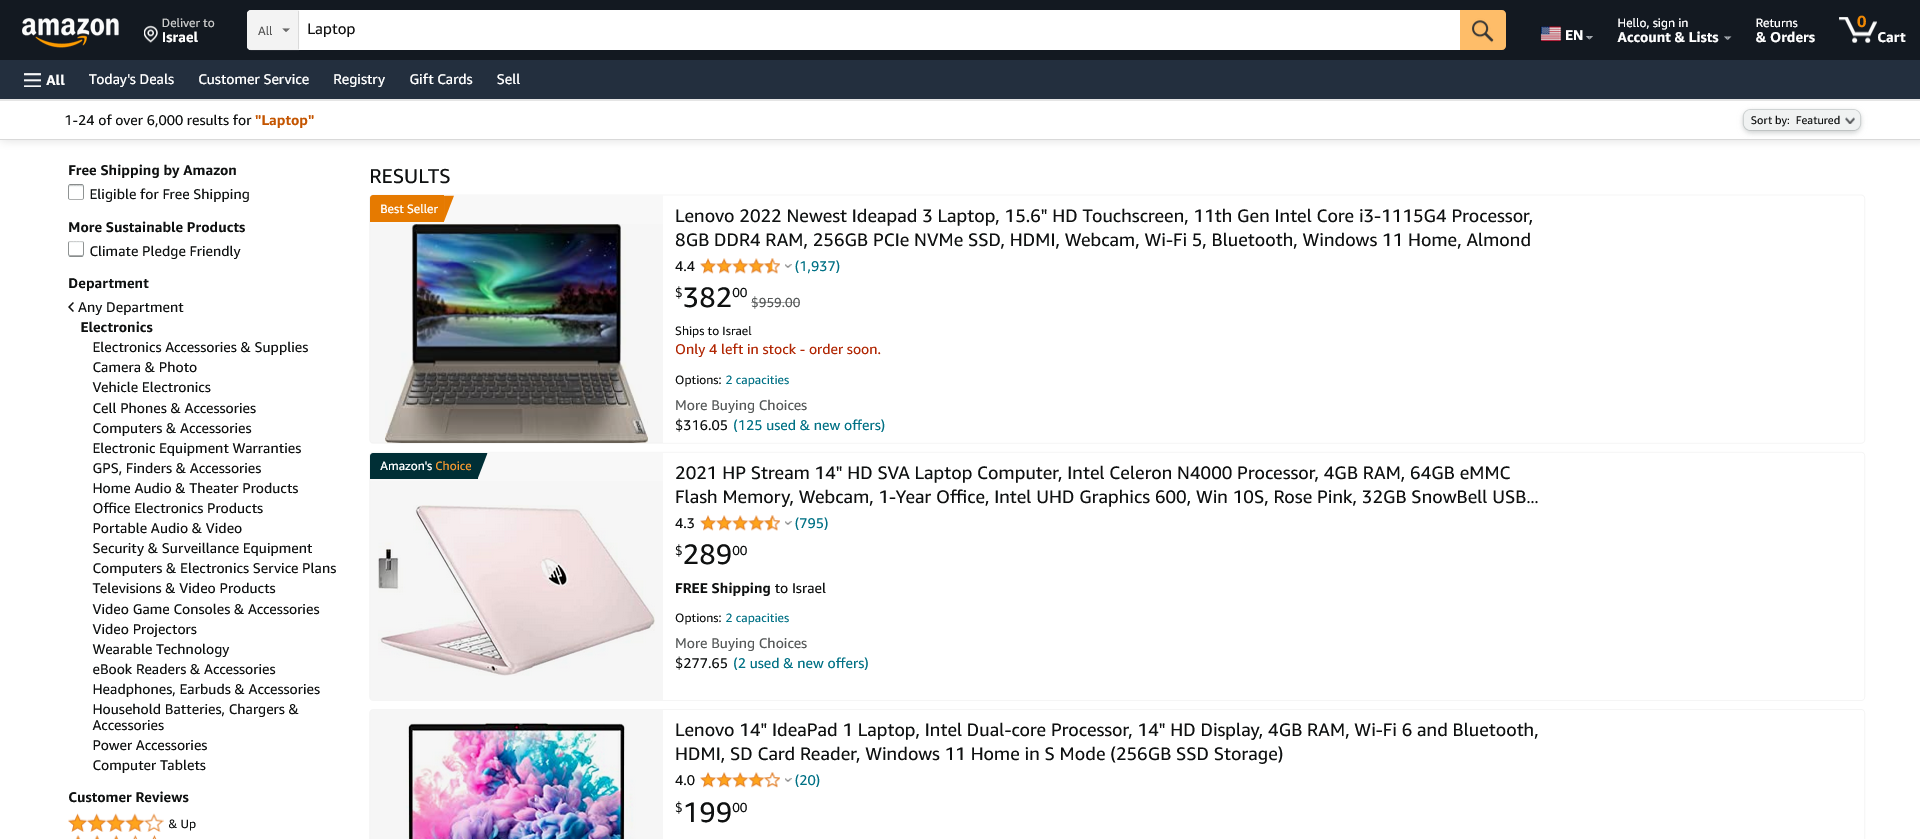 amazon
Deliver to
Israel
All
Laptop
EN
Hello, sign in
Account & Lists
Returns
& Orders
0
Cart
All
Today's Deals
Customer Service
Registry
Gift Cards
Sell
1-24 of over 6,000 results for "Laptop"
Sort by: Featured
Free Shipping by Amazon
Eligible for Free Shipping
More Sustainable Products
Climate Pledge Friendly
Department
Any Department
Electronics
Electronics Accessories & Supplies
Camera & Photo
Vehicle Electronics
Cell Phones & Accessories
Computers & Accessories
Electronic Equipment Warranties
GPS, Finders & Accessories
Home Audio & Theater Products
Office Electronics Products
Portable Audio & Video
Security & Surveillance Equipment
Computers & Electronics Service Plans
Televisions & Video Products
Video Game Consoles & Accessories
Video Projectors
Wearable Technology
eBook Readers & Accessories
Headphones, Earbuds & Accessories
Household Batteries, Chargers &
Accessories
Power Accessories
Computer Tablets
Customer Reviews
& Up
RESULTS
Best Seller
Lenovo 2022 Newest Ideapad 3 Laptop, 15.6" HD Touchscreen, 11th Gen Intel Core i3-1115G4 Processor,
8GB DDR4 RAM, 256GB PCIe NVMe SSD, HDMI, Webcam, Wi-Fi 5, Bluetooth, Windows 11 Home, Almond
4.4 (1,937)
$38200 $959.00
Ships to Israel
Only 4 left in stock - order soon.
Options: 2 capacities
More Buying Choices
$316.05 (125 used & new offers)
Amazon's Choice
2021 HP Stream 14" HD SVA Laptop Computer, Intel Celeron N4000 Processor, 4GB RAM, 64GB eMMC
Flash Memory, Webcam, 1-Year Office, Intel UHD Graphics 600, Win 10S, Rose Pink, 32GB SnowBell USB...
4.3 (795)
$28900
FREE Shipping to Israel
Options: 2 capacities
More Buying Choices
$277.65 (2 used & new offers)
Lenovo 14" IdeaPad 1 Laptop, Intel Dual-core Processor, 14" HD Display, 4GB RAM, Wi-Fi 6 and Bluetooth,
HDMI, SD Card Reader, Windows 11 Home in S Mode (256GB SSD Storage)
4.0 (20)
$19900